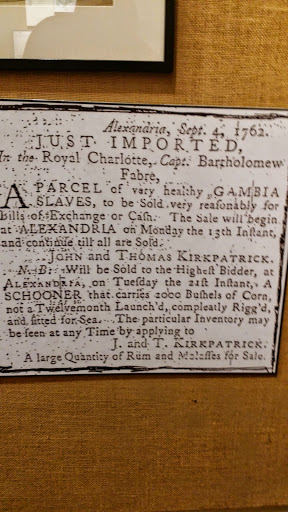 Alexandria, Sept. 4, 1762.
JUST IMPORTED,
In the Royal Charlotte, Capt. Bartholomew
Fabre,
A PARCEL of very healthy GAMBIA
SLAVES, to be Sold very reasonably for
Bills of Exchange or Cash. The Sale will begin
at ALEXANDRIA on Monday the 13th Instant,
and continue till all are Sold.
JOHN and THOMAS KIRKPATRICK.
N. B. Will be Sold to the Highest Bidder, at
ALEXANDRIA, on Tuesday the 21st Instant, A
SCHOONER that carries 2000 Bushels of Corn,
not a Twelvemonth Launch'd, compleatly Rigg'd,
and fitted for Sea. The particular Inventory may
be seen at any Time by applying to
J. and T. KIRKPATRICK.
A large Quantity of Rum and Molasses for Sale.